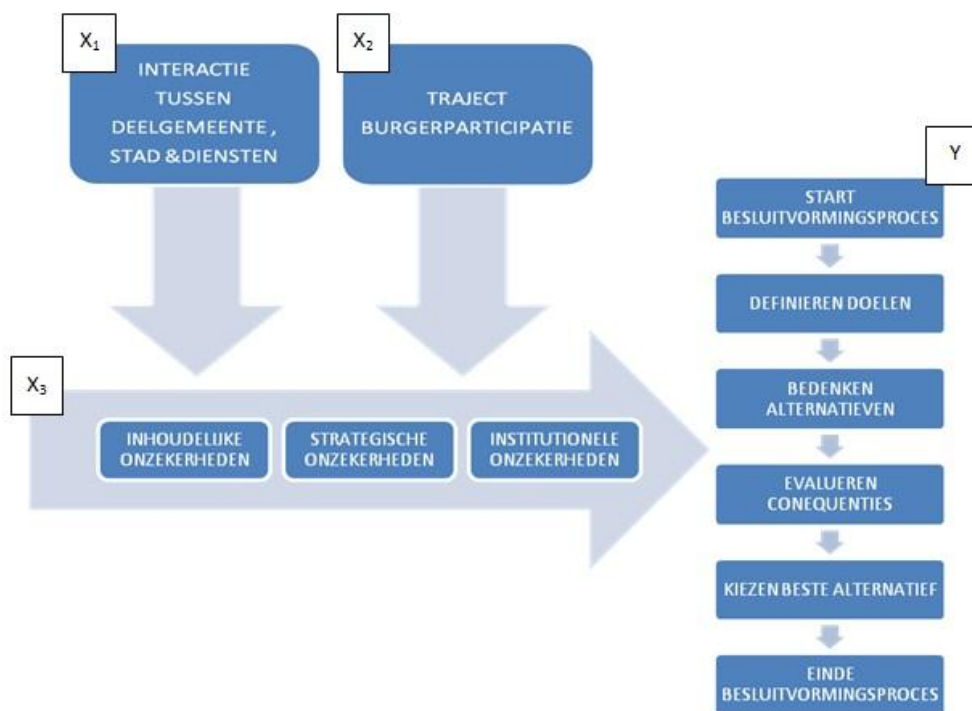 X₁
INTERACTIE
TUSSEN
DEELGEMEENTE ,
STAD &DIENSTEN
X₂
TRAJECT
BURGERPARTICIPATIE
X₃
INHOUDELIJKE
ONZEKERHEDEN
STRATEGISCHE
ONZEKERHEDEN
INSTITUTIONELE
ONZEKERHEDEN
Y
START
BESLUITVORMINGSPROCES
DEFINIEREN DOELEN
BEDENKEN
ALTERNATIEVEN
EVALUEREN
CONEQUENTIES
KIEZEN BESTE ALTERNATIEF
EINDE
BESLUITVORMINGSPROCES